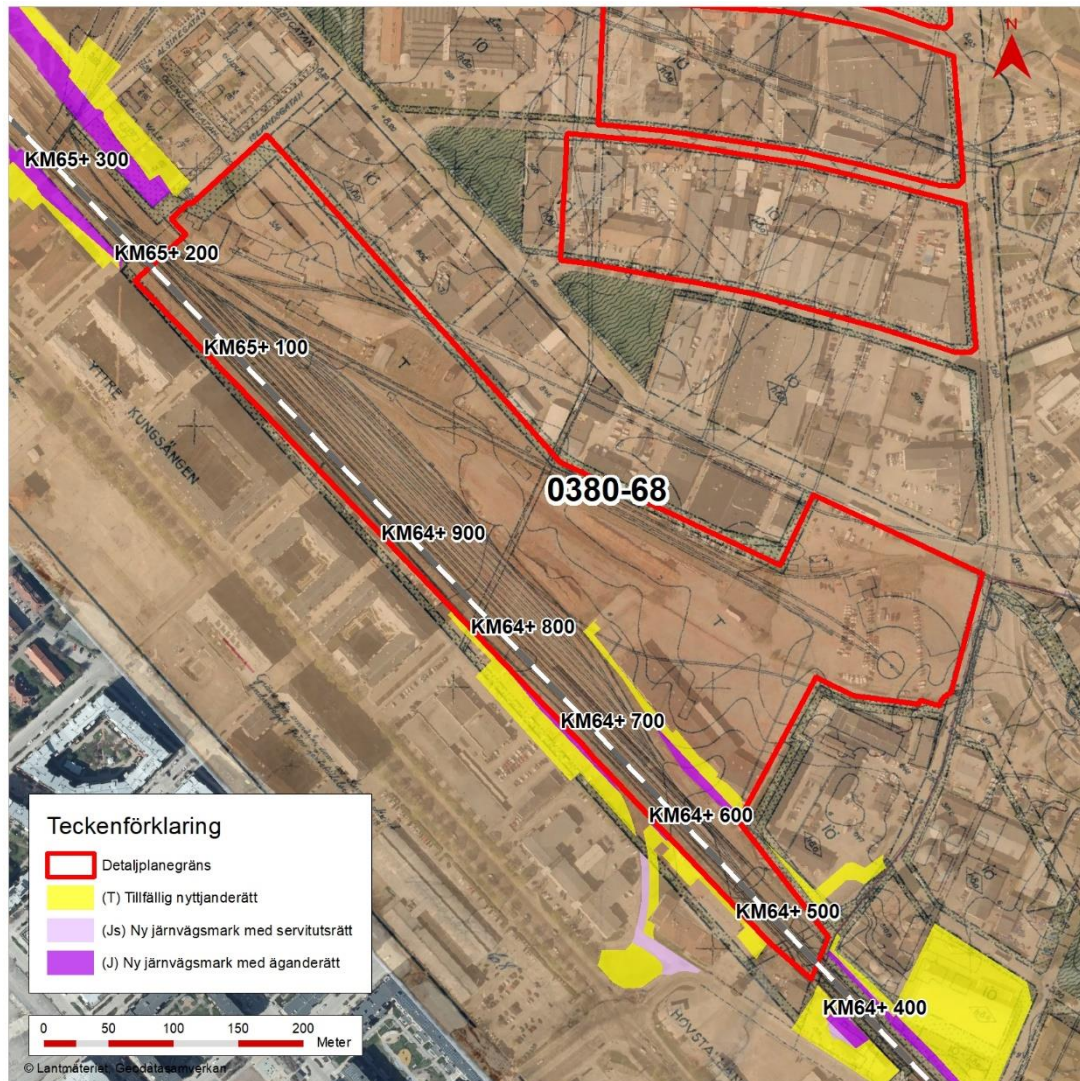 N
ALSIKEGATAN
ISLANDSGATAN
KM65+ 300
KM65+ 200
KM65+ 100
T
YTTRE KUNGSÄNGEN
0380-68
KM64+ 900
KM64+ 800
T
KM64+ 700
KM64+ 600
KM64+ 500
KM64+ 400
HOVSTA
Teckenförklaring
Detaljplanegräns
(T) Tillfällig nyttjanderätt
(Js) Ny järnvägsmark med servitutsrätt
(J) Ny järnvägsmark med äganderätt
0 50 100 150 200
Meter
© Lantmäteriet, Geodatasamverkan